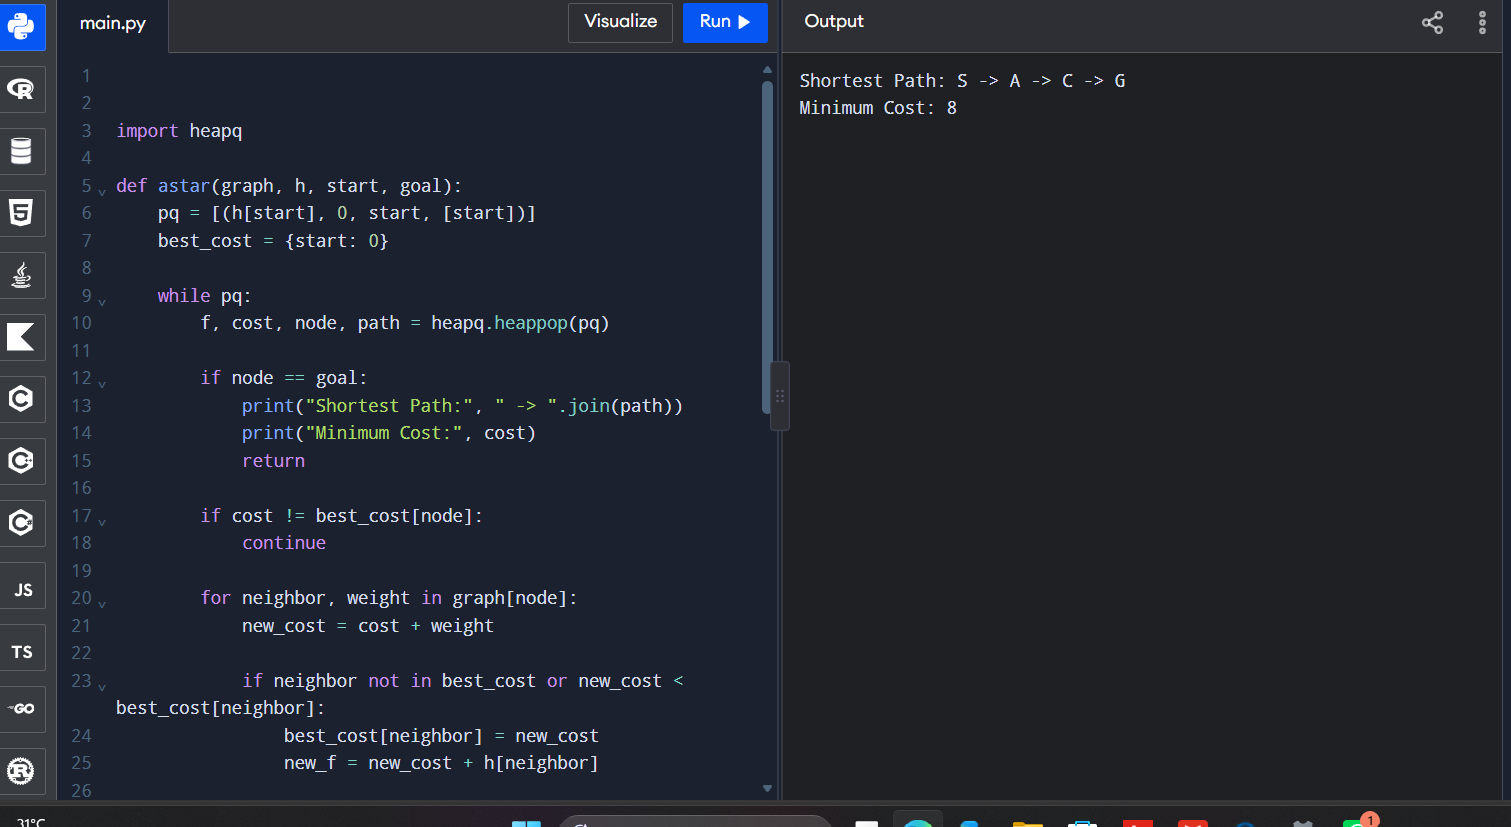 main.py
Visualize
Run
Output
1
2
3 import heapq
4
5 def astar(graph, h, start, goal):
6 pq = [(h[start], 0, start, [start])]
7 best_cost = {start: 0}
8
9 while pq:
10 f, cost, node, path = heapq.heappop(pq)
11
12 if node == goal:
13 print("Shortest Path:", " -> ".join(path))
14 print("Minimum Cost:", cost)
15 return
16
17 if cost != best_cost[node]:
18 continue
19
20 for neighbor, weight in graph[node]:
21 new_cost = cost + weight
22
23 if neighbor not in best_cost or new_cost <
best_cost[neighbor]:
24 best_cost[neighbor] = new_cost
25 new_f = new_cost + h[neighbor]
26
Shortest Path: S -> A -> C -> G
Minimum Cost: 8
R
5
C
C
C
JS
TS
GO
R
31°C
1